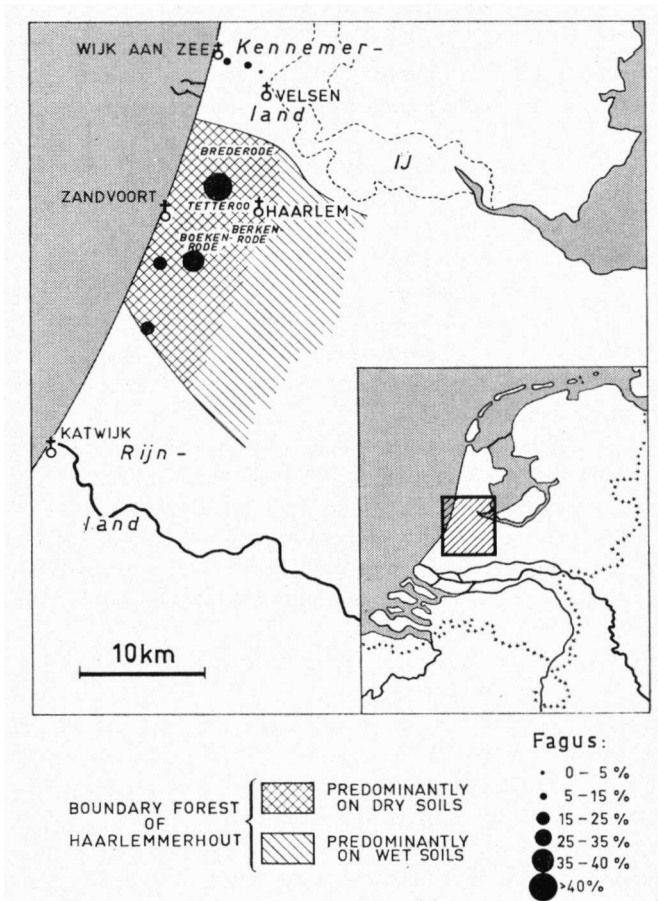 WIJK AAN ZEE
Kennemer-
VELSEN
land
BREDERODE
IJ
ZANDVOORT
TETTEROO
HAARLEM
BERKEN-
RODE
BOEKEN-
RODE
KATWIJK
Rijn-
land
10km
Fagus:
0-5%
5-15%
15-25%
25-35%
35-40%
>40%
BOUNDARY FOREST
OF
HAARLEMMERHOUT
PREDOMINANTLY
ON DRY SOILS
PREDOMINANTLY
ON WET SOILS